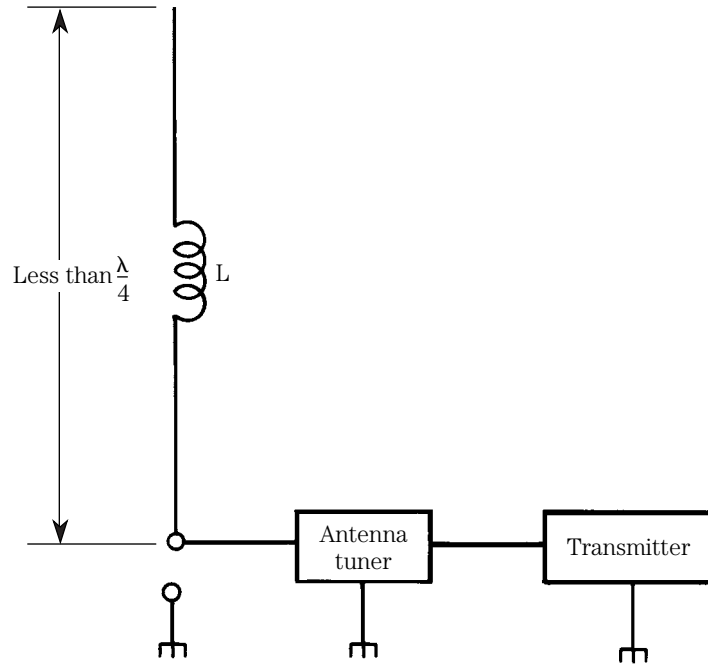 Less than λ/4
L
Antenna
tuner
Transmitter